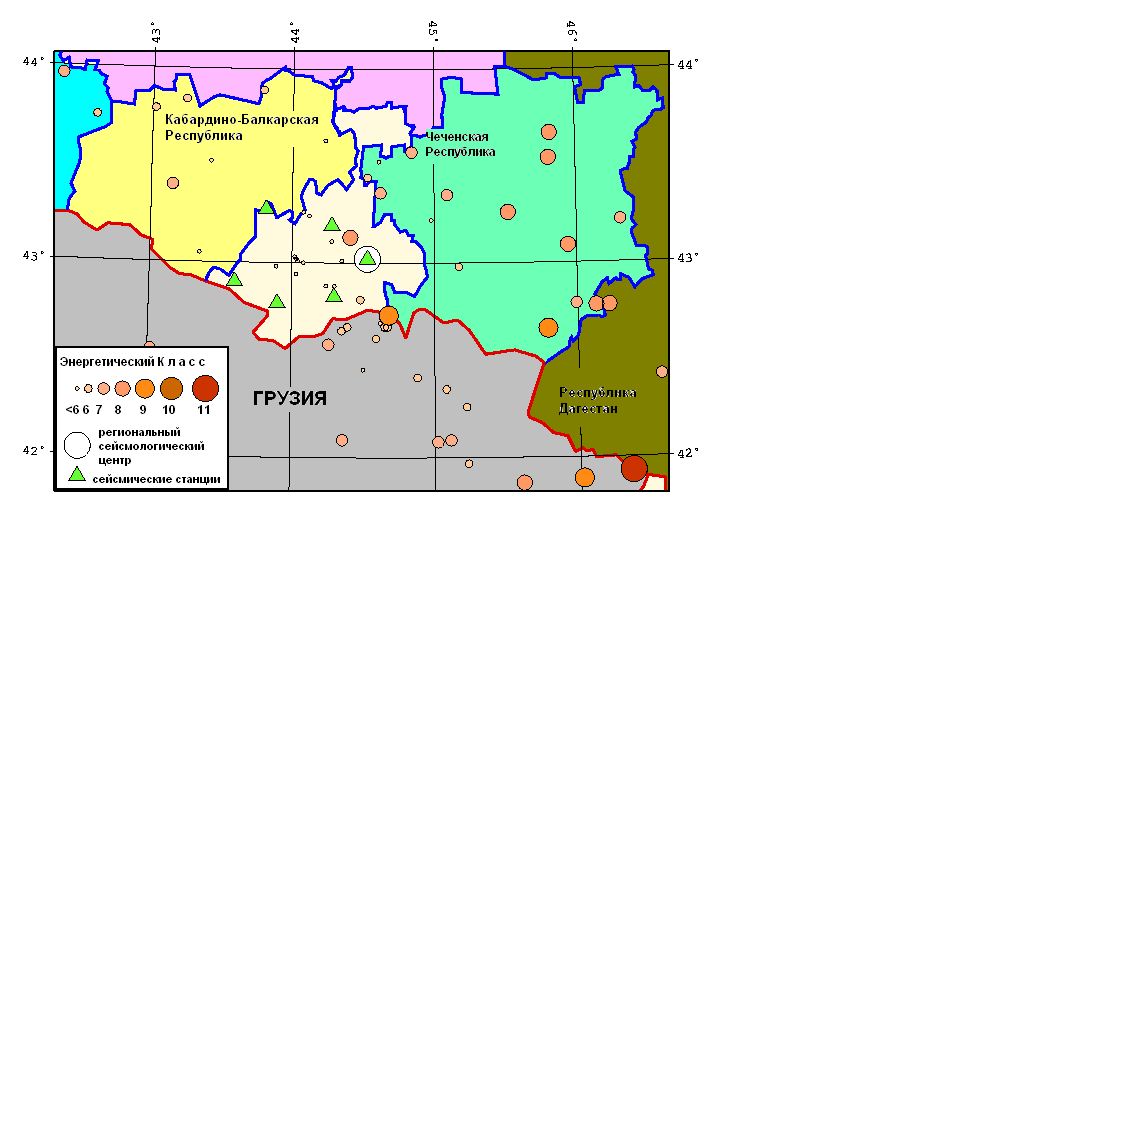 43° 44° 45° 46°
44° 44°
Кабардино-Балкарская
Республика
Чеченская
Республика
43° 43°
Энергетический К л а с с
<6 6 7 8 9 10 11
региональный
сейсмологический
центр
сейсмические станции
ГРУЗИЯ
Республика
Дагестан
42° 42°